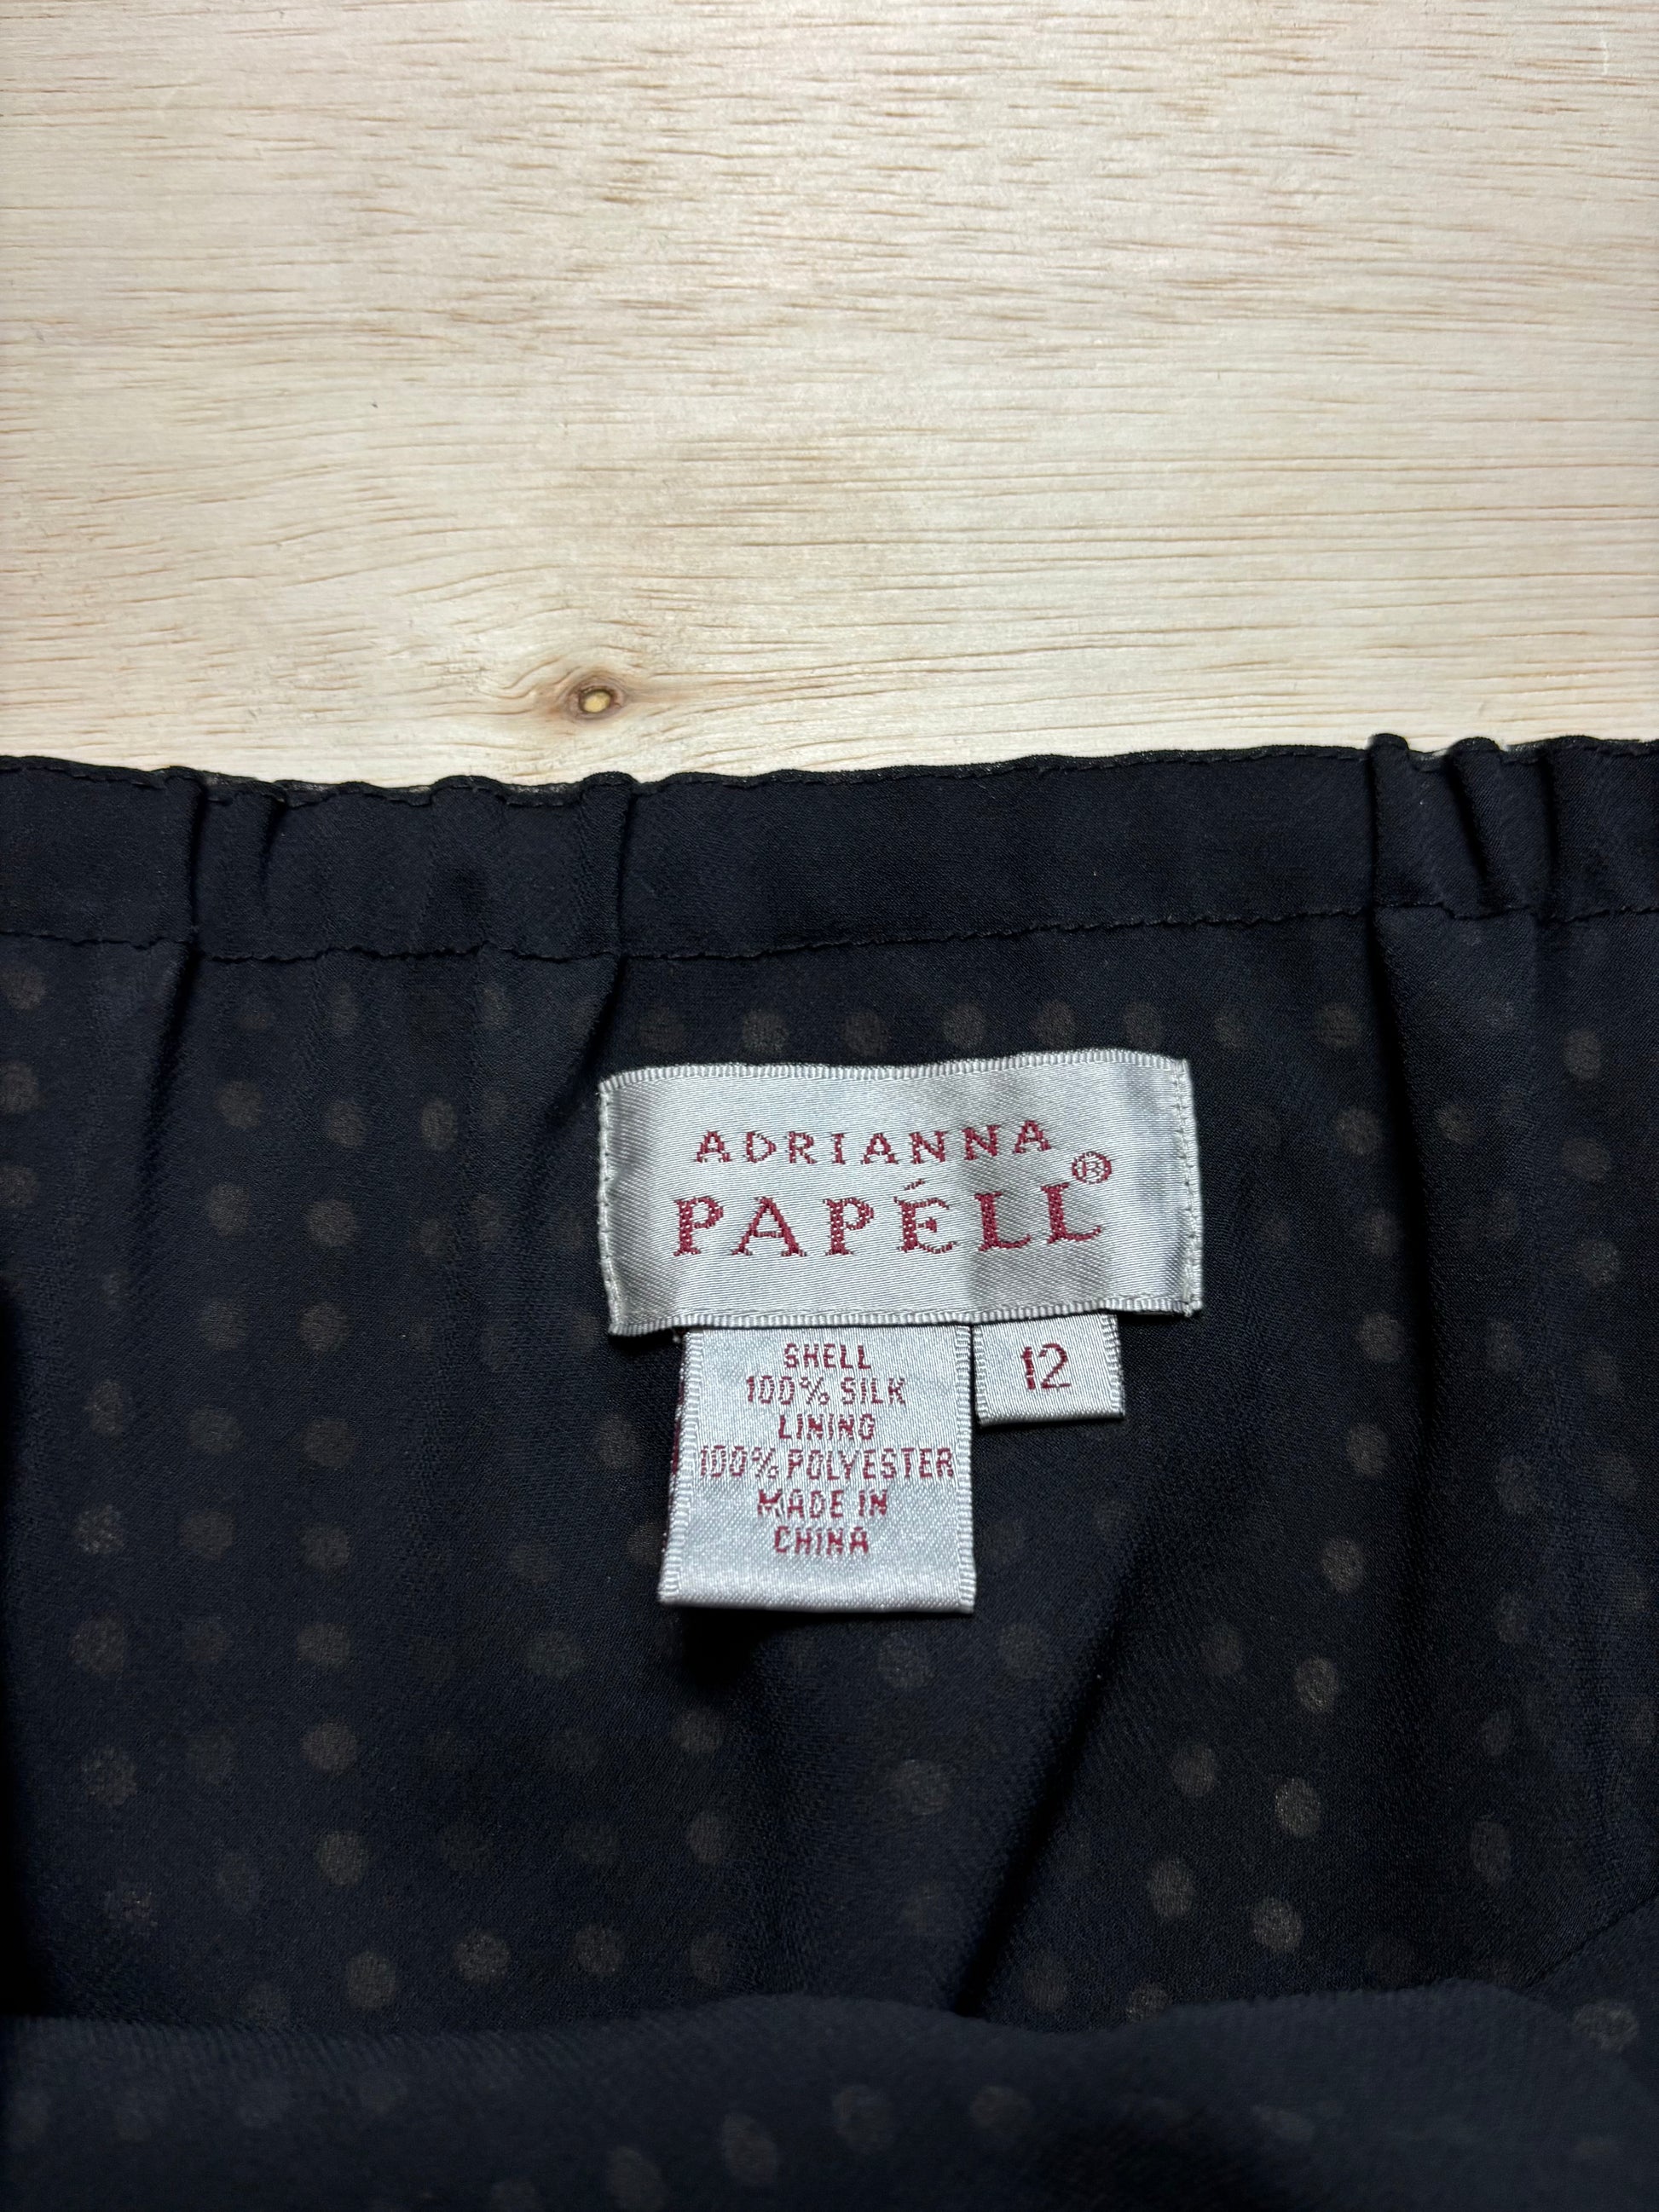 ADRIANNA
PAPÉLL®
SHELL
100% SILK
LINING
100% POLYESTER
MADE IN
CHINA
12